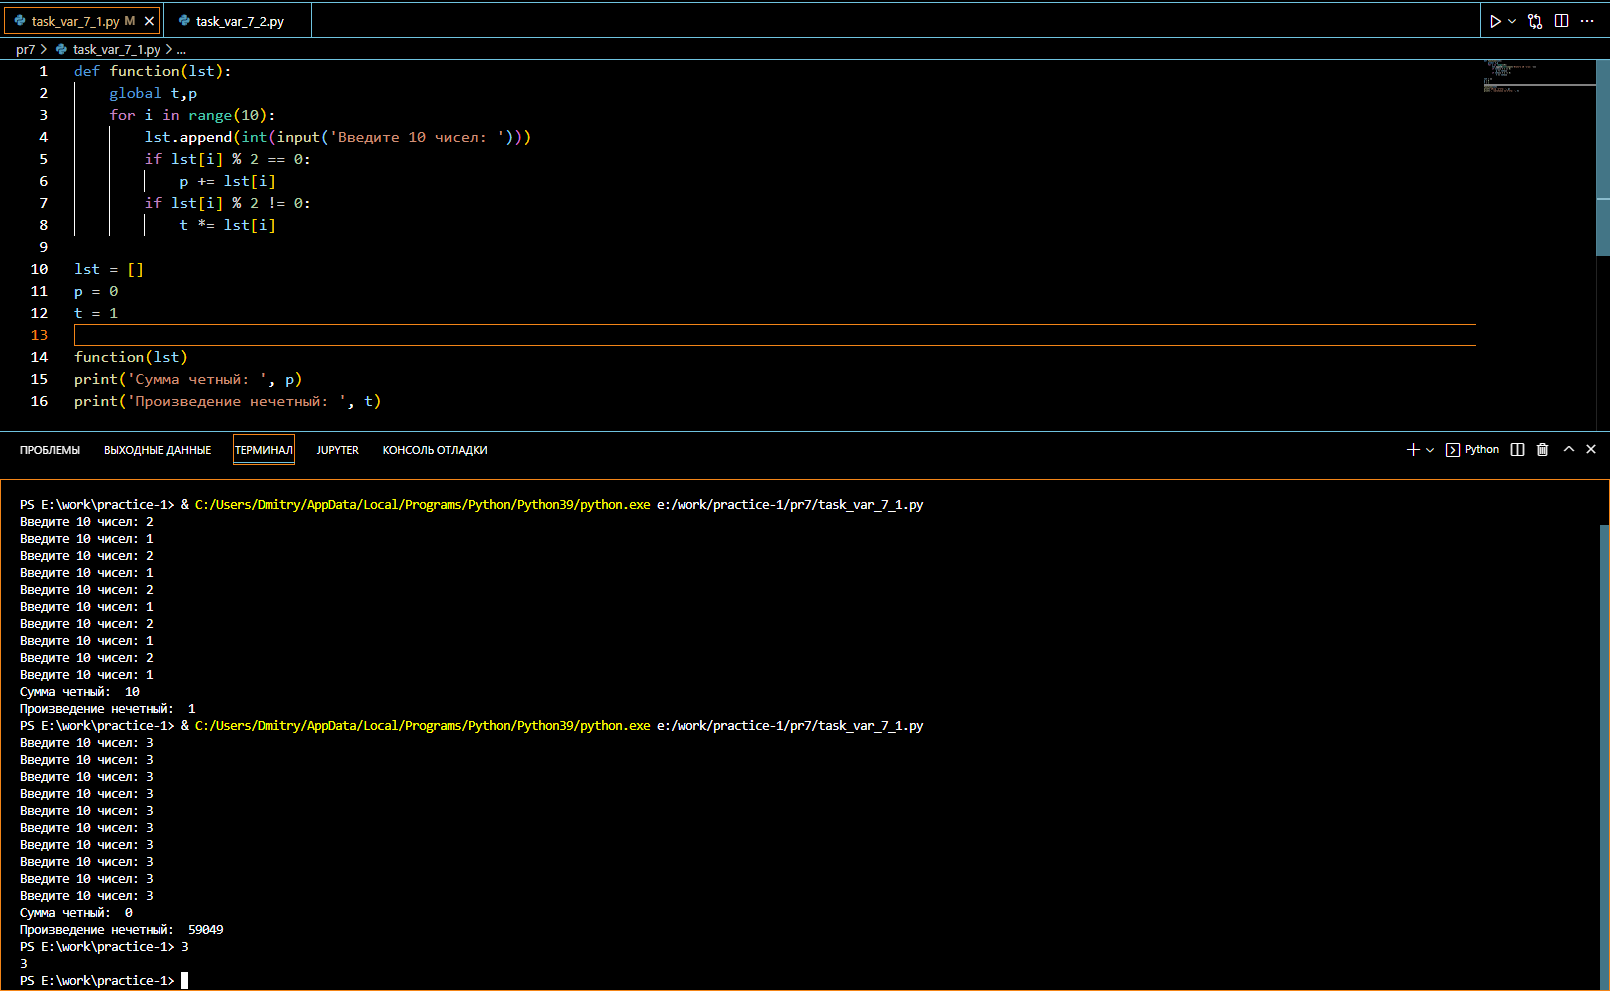 task_var_7_1.py M
task_var_7_2.py
pr7 > task_var_7_1.py > ...
1 def function(lst):
2 global t,p
3 for i in range(10):
4 lst.append(int(input('Введите 10 чисел: ')))
5 if lst[i] % 2 == 0:
6 p += lst[i]
7 if lst[i] % 2 != 0:
8 t *= lst[i]
9
10 lst = []
11 p = 0
12 t = 1
13
14 function(lst)
15 print('Сумма четный: ', p)
16 print('Произведение нечетный: ', t)
ПРОБЛЕМЫ ВЫХОДНЫЕ ДАННЫЕ ТЕРМИНАЛ JUPYTER КОНСОЛЬ ОТЛАДКИ Python
PS E:\work\practice-1> & C:/Users/Dmitry/AppData/Local/Programs/Python/Python39/python.exe e:/work/practice-1/pr7/task_var_7_1.py
Введите 10 чисел: 2
Введите 10 чисел: 1
Введите 10 чисел: 2
Введите 10 чисел: 1
Введите 10 чисел: 2
Введите 10 чисел: 1
Введите 10 чисел: 2
Введите 10 чисел: 1
Введите 10 чисел: 2
Введите 10 чисел: 1
Сумма четный:  10
Произведение нечетный:  1
PS E:\work\practice-1> & C:/Users/Dmitry/AppData/Local/Programs/Python/Python39/python.exe e:/work/practice-1/pr7/task_var_7_1.py
Введите 10 чисел: 3
Введите 10 чисел: 3
Введите 10 чисел: 3
Введите 10 чисел: 3
Введите 10 чисел: 3
Введите 10 чисел: 3
Введите 10 чисел: 3
Введите 10 чисел: 3
Введите 10 чисел: 3
Введите 10 чисел: 3
Сумма четный:  0
Произведение нечетный:  59049
PS E:\work\practice-1> 3
3
PS E:\work\practice-1>